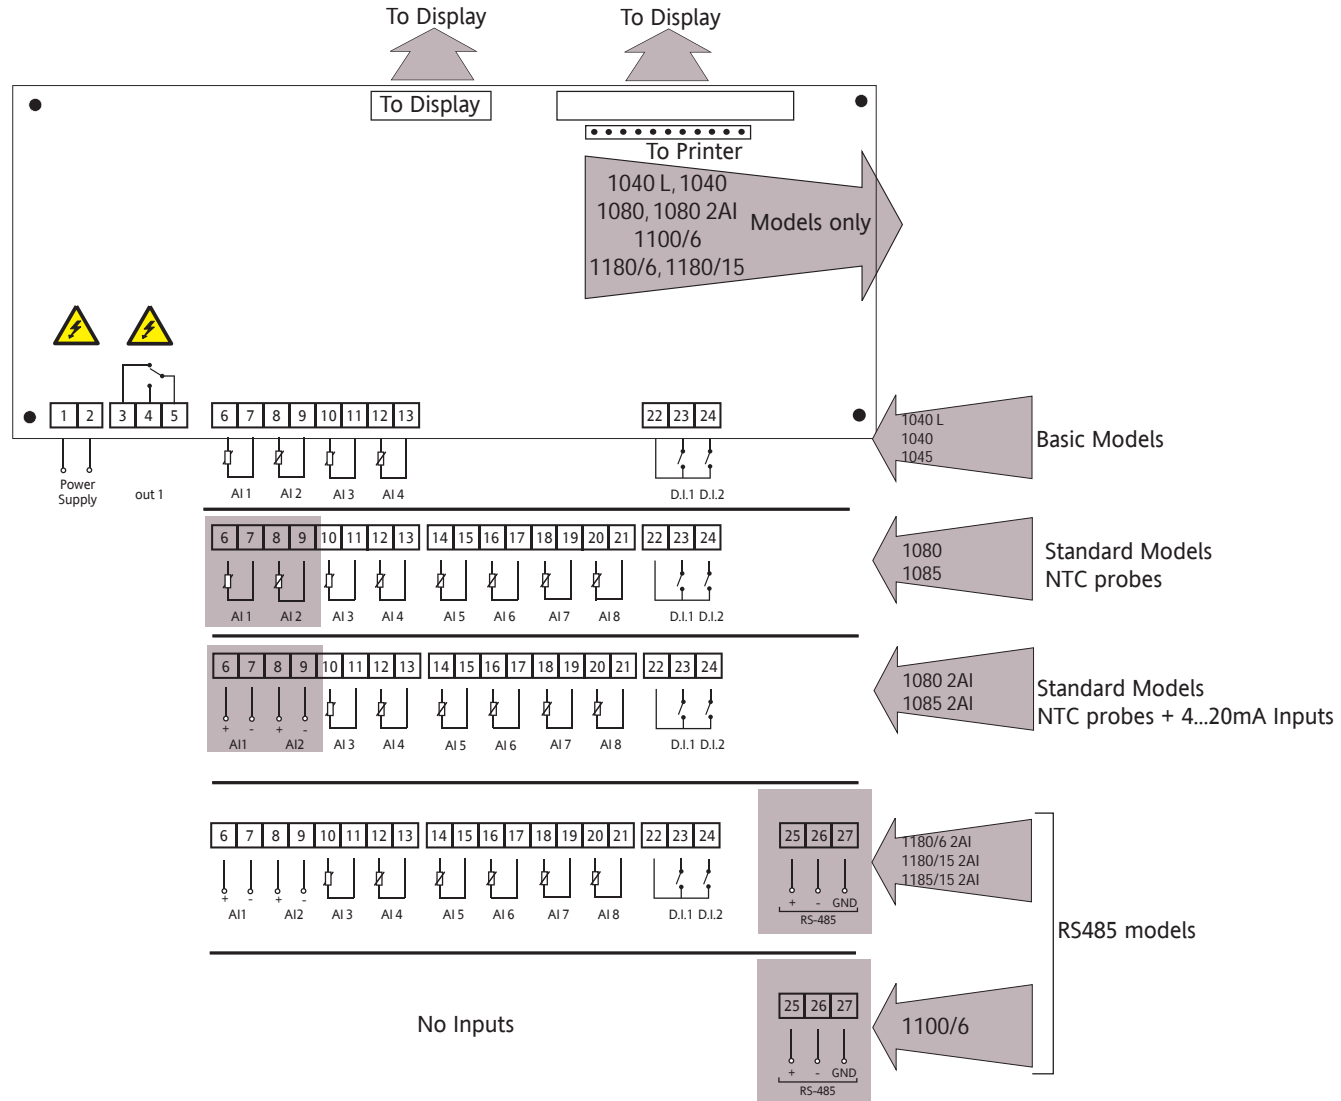 To Display
To Display
To Display
To Printer
1040 L, 1040
1080, 1080 2AI
1100/6
1180/6, 1180/15
Models only
1 2 3 4 5 6 7 8 9 10 11 12 13 22 23 24
Power
Supply
out 1
AI 1 AI 2 AI 3 AI 4 D.I.1 D.I.2
1040 L
1040
1045
Basic Models
6 7 8 9 10 11 12 13 14 15 16 17 18 19 20 21 22 23 24
AI 1 AI 2 AI 3 AI 4 AI 5 AI 6 AI 7 AI 8 D.I.1 D.I.2
1080
1085
Standard Models
NTC probes
6 7 8 9 10 11 12 13 14 15 16 17 18 19 20 21 22 23 24
+ - + -
AI1 AI2 AI 3 AI 4 AI 5 AI 6 AI 7 AI 8 D.I.1 D.I.2
1080 2AI
1085 2AI
Standard Models
NTC probes + 4...20mA Inputs
6 7 8 9 10 11 12 13 14 15 16 17 18 19 20 21 22 23 24 25 26 27
+ - + -
AI1 AI2 AI 3 AI 4 AI 5 AI 6 AI 7 AI 8 D.I.1 D.I.2
+ - GND
RS-485
1180/6 2AI
1180/15 2AI
1185/15 2AI
RS485 models
No Inputs
25 26 27
+ - GND
RS-485
1100/6